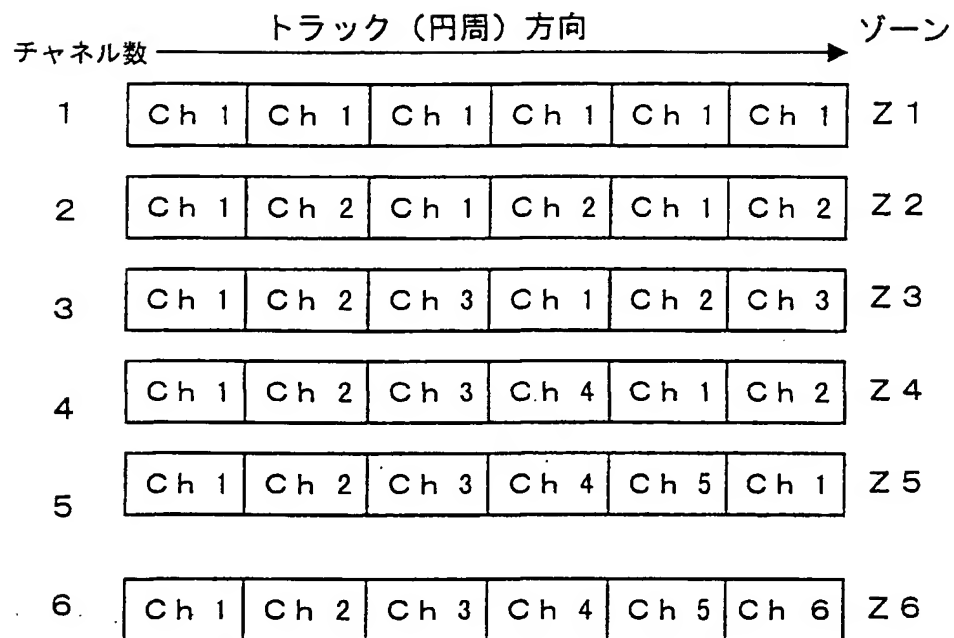 トラック（円周）方向 ゾーン
チャネル数
1 Ch 1 Ch 1 Ch 1 Ch 1 Ch 1 Ch 1 Z 1
2 Ch 1 Ch 2 Ch 1 Ch 2 Ch 1 Ch 2 Z 2
3 Ch 1 Ch 2 Ch 3 Ch 1 Ch 2 Ch 3 Z 3
4 Ch 1 Ch 2 Ch 3 Ch 4 Ch 1 Ch 2 Z 4
5 Ch 1 Ch 2 Ch 3 Ch 4 Ch 5 Ch 1 Z 5
6 Ch 1 Ch 2 Ch 3 Ch 4 Ch 5 Ch 6 Z 6